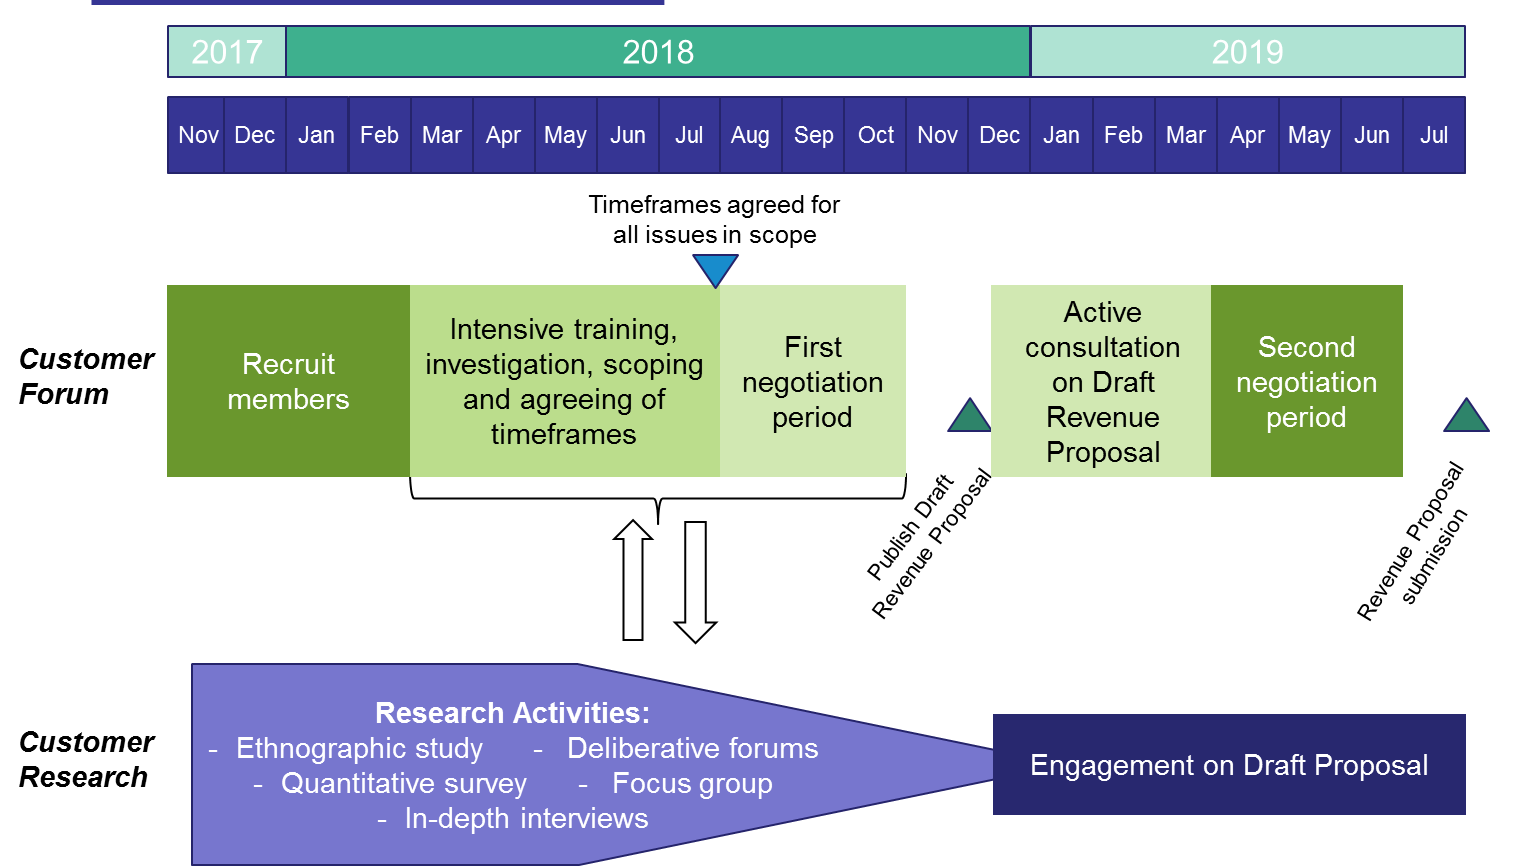 2017 2018 2019
Nov Dec Jan Feb Mar Apr May Jun Jul Aug Sep Oct Nov Dec Jan Feb Mar Apr May Jun Jul
Timeframes agreed for
all issues in scope
Customer
Forum
Recruit
members
Intensive training,
investigation, scoping
and agreeing of
timeframes
First
negotiation
period
Publish Draft
Revenue Proposal
Active
consultation
on Draft
Revenue
Proposal
Second
negotiation
period
Revenue Proposal
submission
Customer
Research
Research Activities:
- Ethnographic study - Deliberative forums
- Quantitative survey - Focus group
- In-depth interviews
Engagement on Draft Proposal